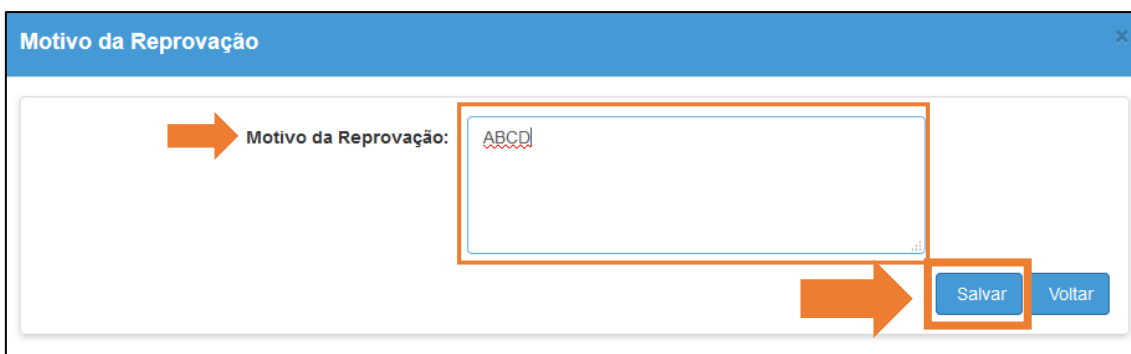 Motivo da Reprovação
×
Motivo da Reprovação:
ABCD
Salvar
Voltar